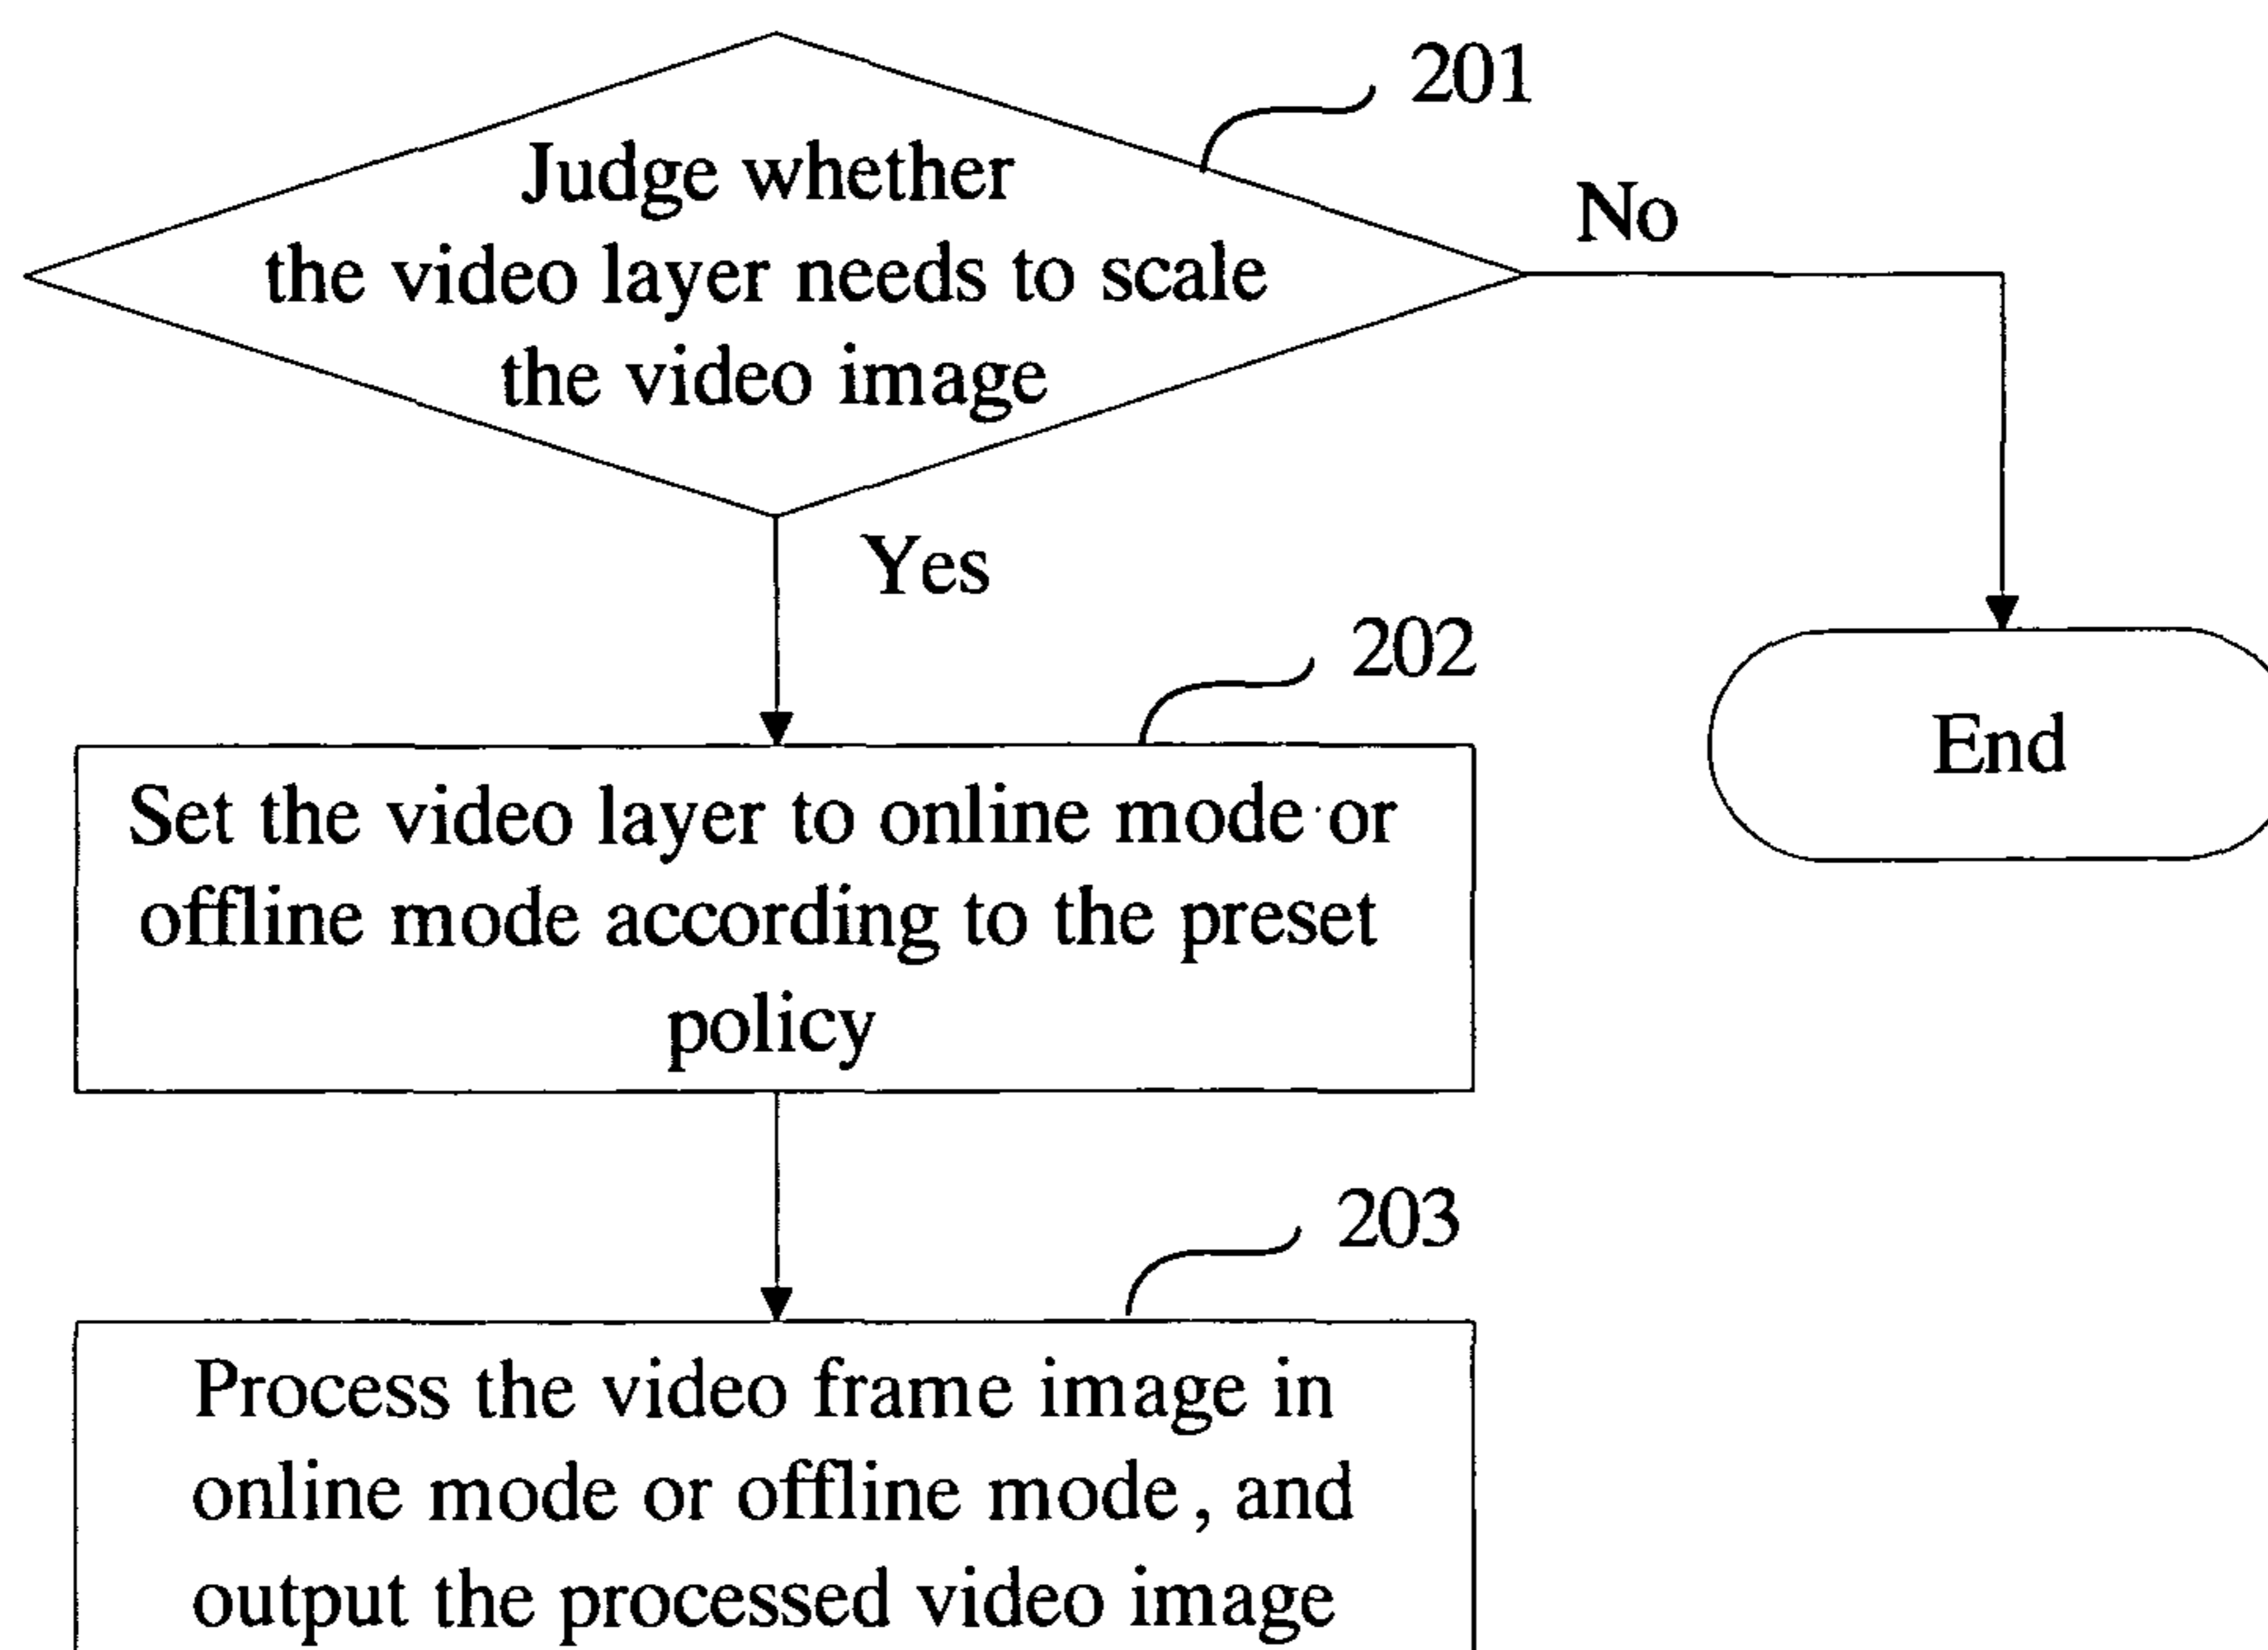 201
Judge whether
the video layer needs to scale
the video image
No
Yes
202
Set the video layer to online mode or
offline mode according to the preset
policy
End
203
Process the video frame image in
online mode or offline mode, and
output the processed video image